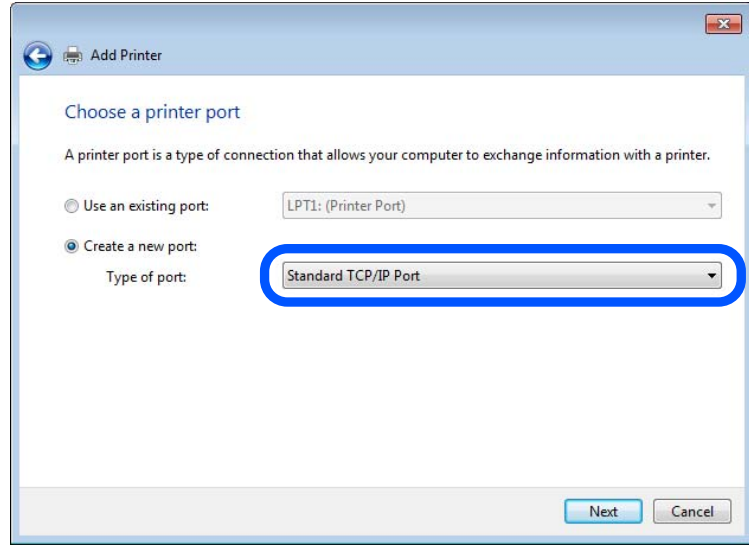 Add Printer
Choose a printer port
A printer port is a type of connection that allows your computer to exchange information with a printer.
Use an existing port: LPT1: (Printer Port)
Create a new port:
Type of port: Standard TCP/IP Port
Next Cancel